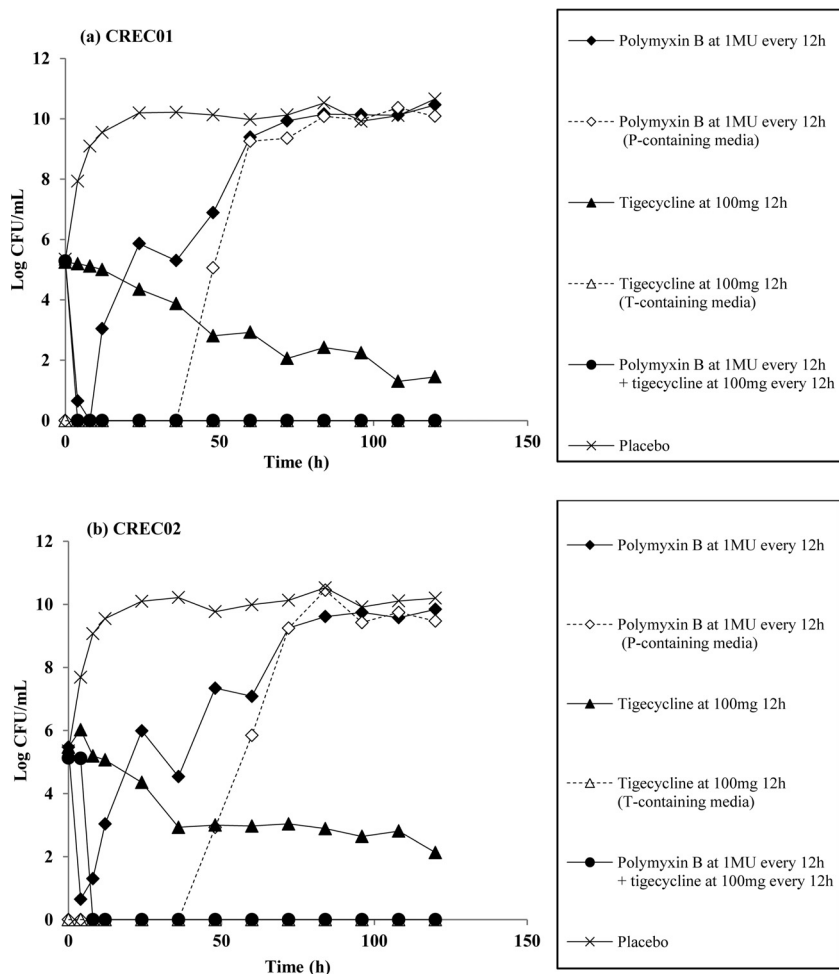 (a) CREC01
12
10
8
6
4
2
0
Log CFU/mL
0
50
100
150
Time (h)
Polymyxin B at 1MU every 12h
Polymyxin B at 1MU every 12h
(P-containing media)
Tigecycline at 100mg 12h
Tigecycline at 100mg 12h
(T-containing media)
Polymyxin B at 1MU every 12h
+ tigecycline at 100mg every 12h
Placebo
(b) CREC02
12
10
8
6
4
2
0
Log CFU/mL
0
50
100
150
Time (h)
Polymyxin B at 1MU every 12h
Polymyxin B at 1MU every 12h
(P-containing media)
Tigecycline at 100mg 12h
Tigecycline at 100mg 12h
(T-containing media)
Polymyxin B at 1MU every 12h
+ tigecycline at 100mg every 12h
Placebo